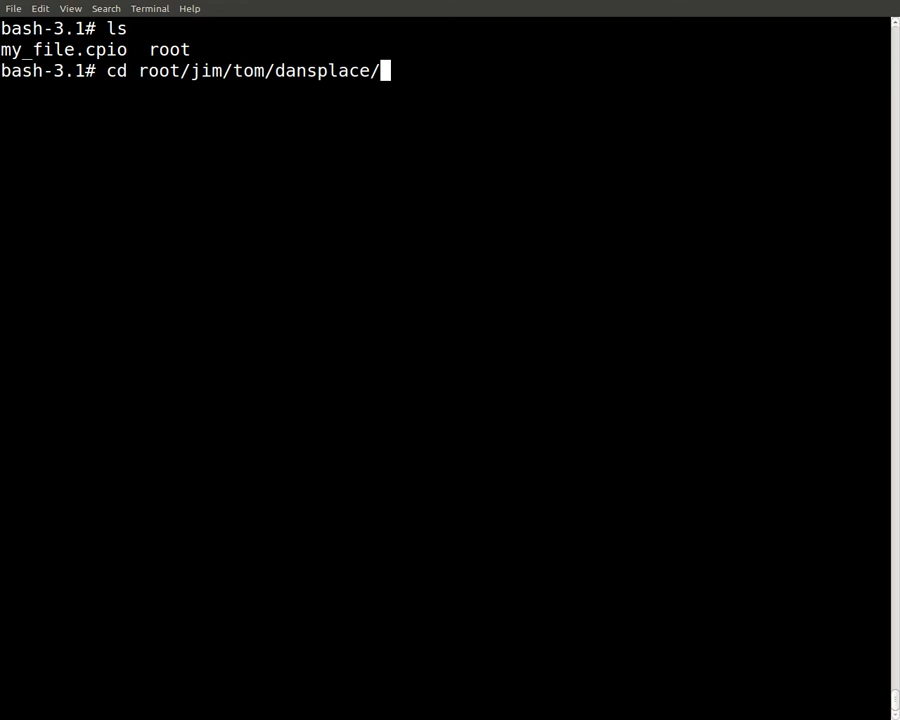 File Edit View Search Terminal Help
bash-3.1# ls
my_file.cpio  root
bash-3.1# cd root/jim/tom/dansplace/